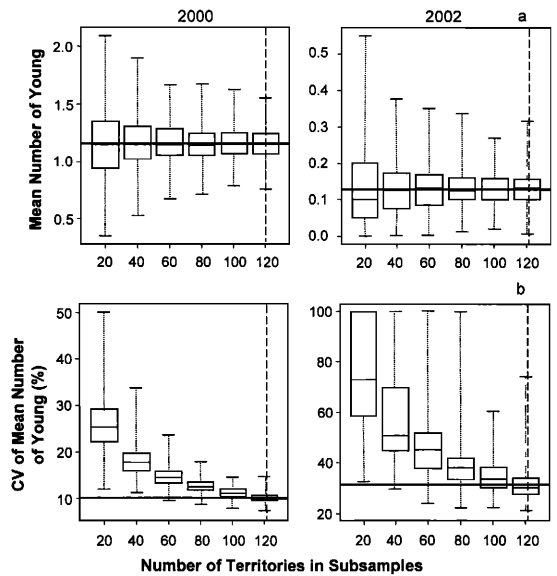 2000
2002
a
Mean Number of Young
2.0
1.5
1.0
0.5
20 40 60 80 100 120
0.5
0.4
0.3
0.2
0.1
0.0
20 40 60 80 100 120
b
CV of Mean Number
of Young (%)
50
40
30
20
10
20 40 60 80 100 120
100
80
60
40
20
20 40 60 80 100 120
Number of Territories in Subsamples